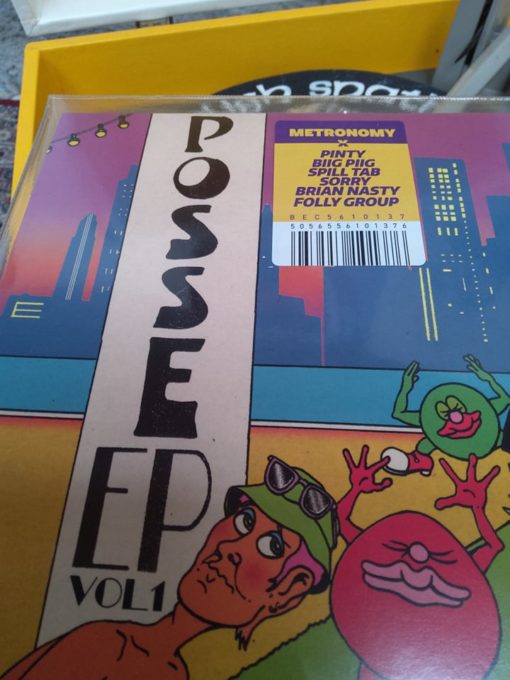 POSSE
EP
VOL1
METRONOMY
X
PINTY
BIIG PIIG
SPILL TAB
SORRY
BRIAN NASTY
FOLLY GROUP
BEC5610137
5056556101376